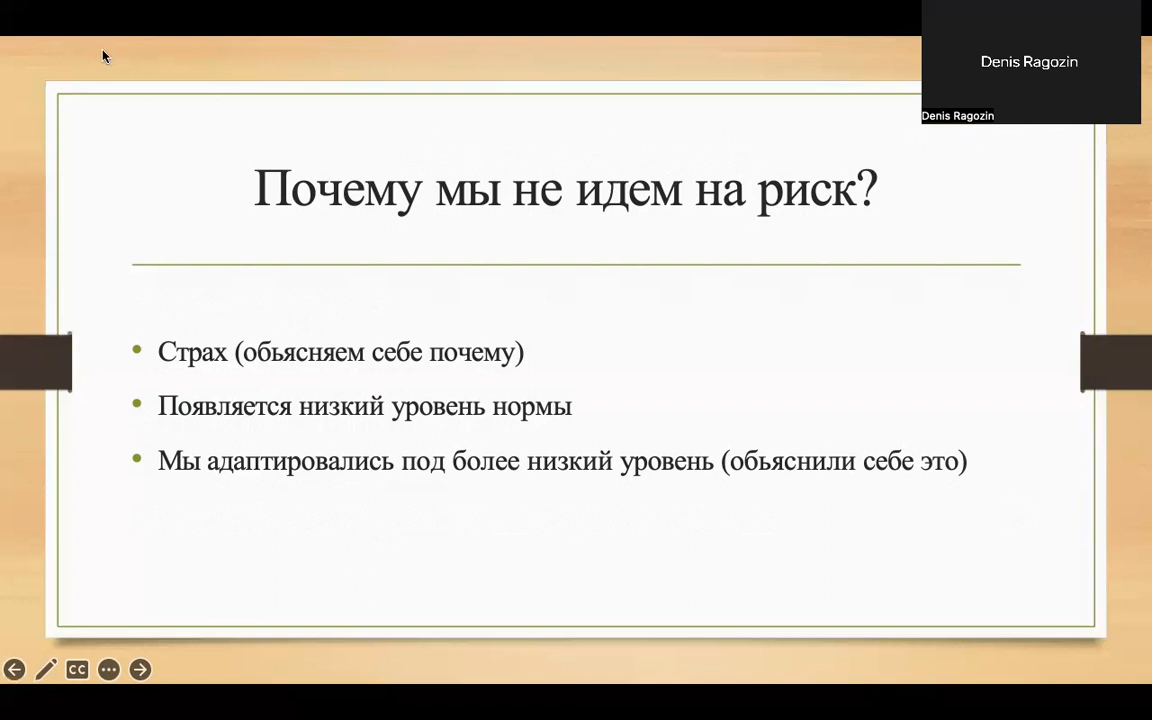 Denis Ragozin
Denis Ragozin
Почему мы не идем на риск?
• Страх (обьясняем себе почему)
• Появляется низкий уровень нормы
• Мы адаптировались под более низкий уровень (обьяснили себе это)
CC